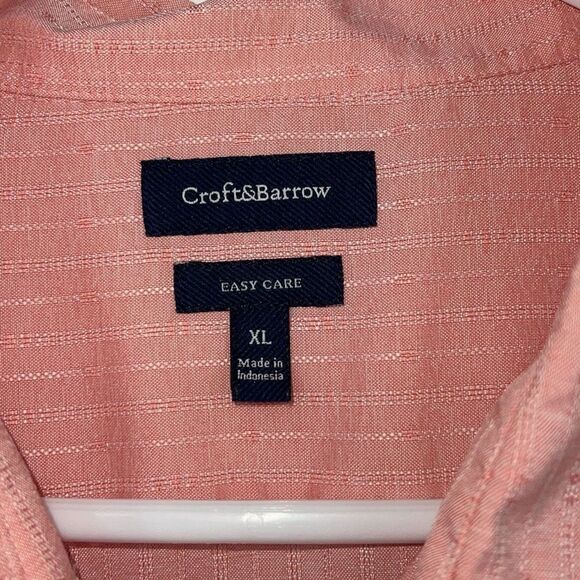 Croft&Barrow
EASY CARE
XL
Made in
Indonesia